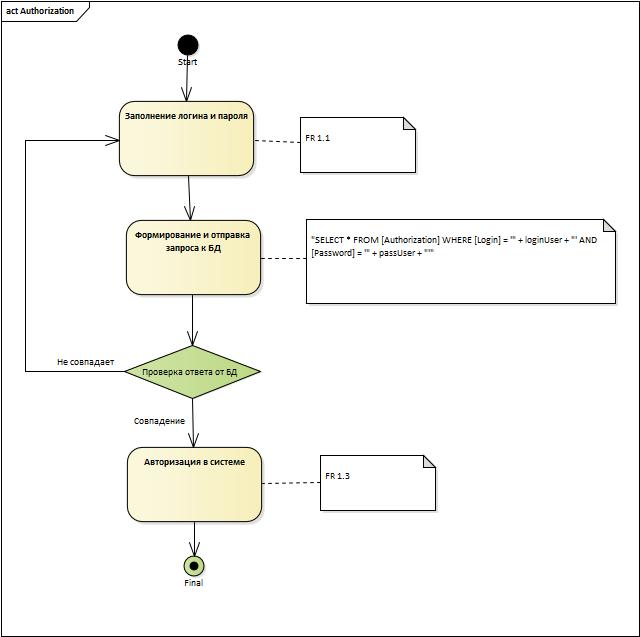 act Authorization
Start
Заполнение логина и пароля
FR 1.1
Формирование и отправка
запроса к БД
"SELECT * FROM [Authorization] WHERE [Login] = '" + loginUser + "' AND
[Password] = '" + passUser + "'"
Не совпадает
Проверка ответа от БД
Совпадение
Авторизация в системе
FR 1.3
Final